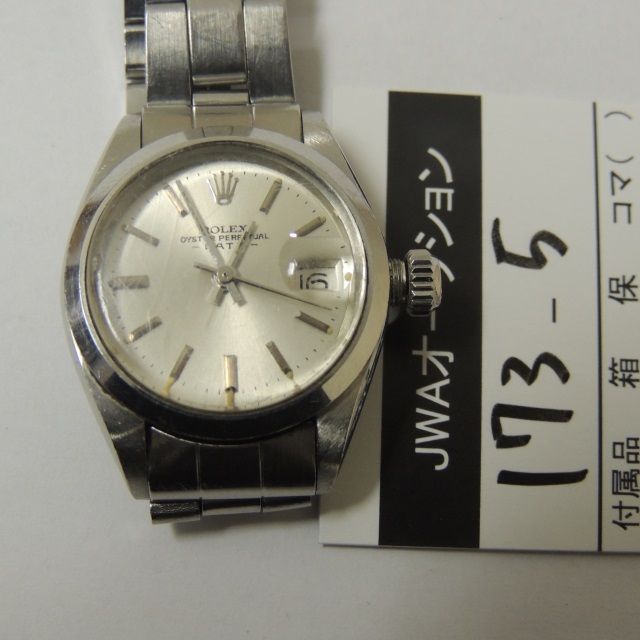 ROLEX
OYSTER PERPETUAL
DATE
16
JWAオークション
173-5
付属品 箱 保 コマ( )